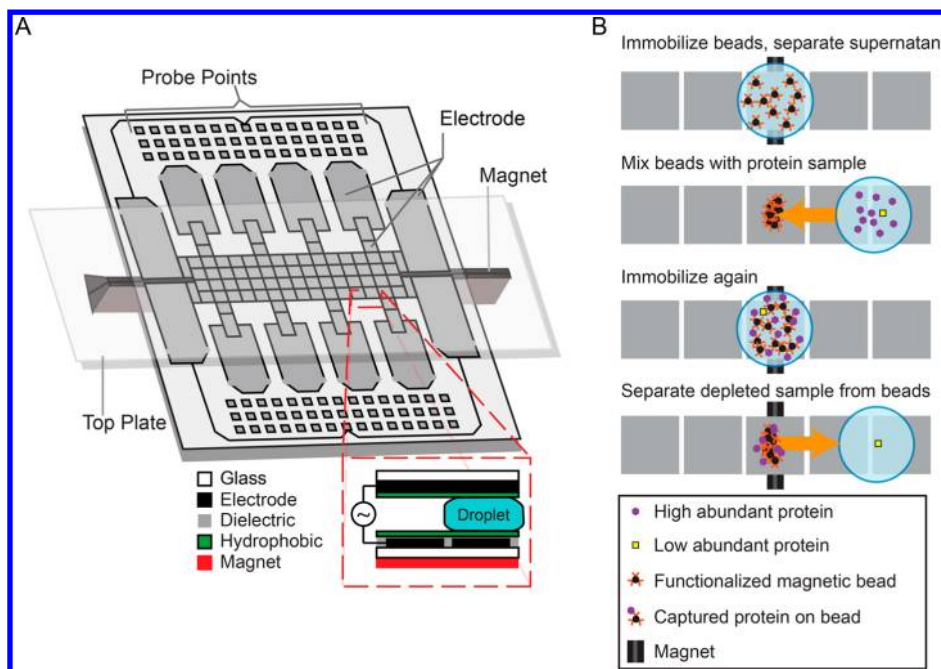 A
Probe Points
Electrode
Magnet
Top Plate
Glass
Electrode
Dielectric
Hydrophobic
Magnet
Droplet
~
B
Immobilize beads, separate supernatan
Mix beads with protein sample
Immobilize again
Separate depleted sample from beads
High abundant protein
Low abundant protein
Functionalized magnetic bead
Captured protein on bead
Magnet